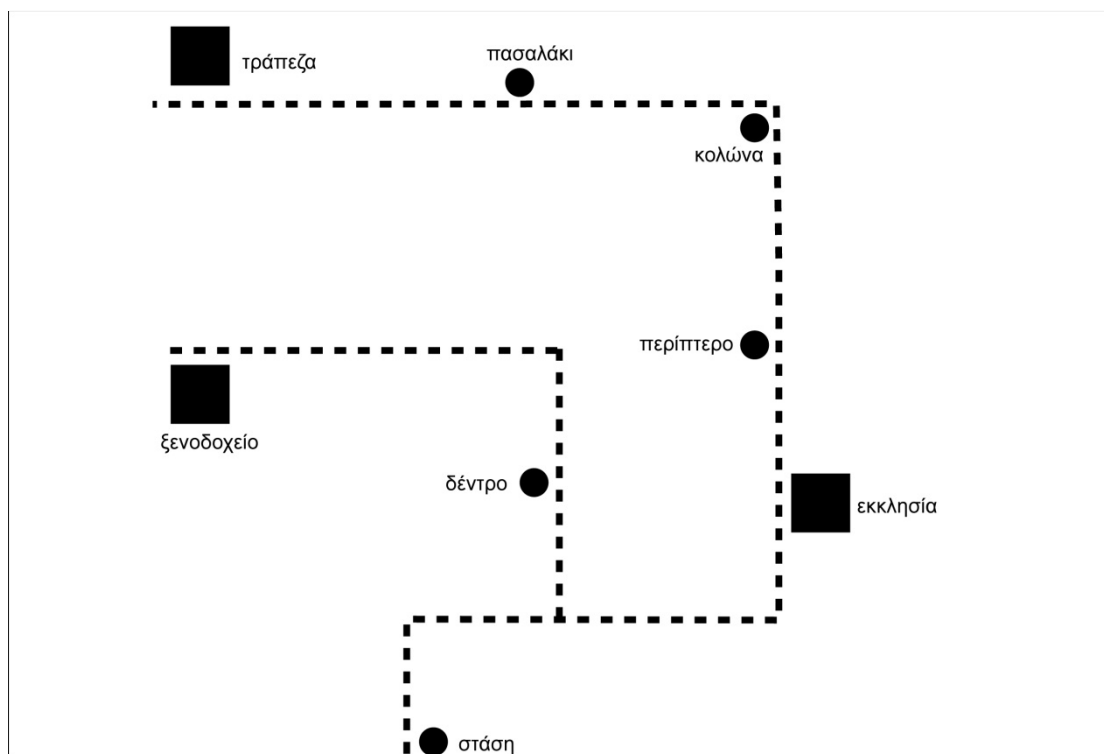 τράπεζα
πασαλάκι
κολώνα
περίπτερο
ξενοδοχείο
δέντρο
εκκλησία
στάση